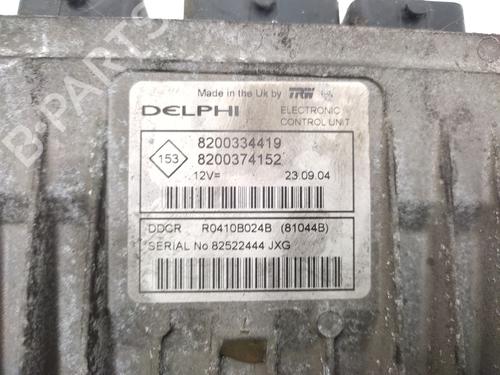 Made in the Uk by TRW
DELPHI
ELECTRONIC
CONTROL UNIT
153
8200334419
8200374152
12V=
23.09.04
DDCR R0410B024B (81044B)
SERIAL No 82522444 JXG